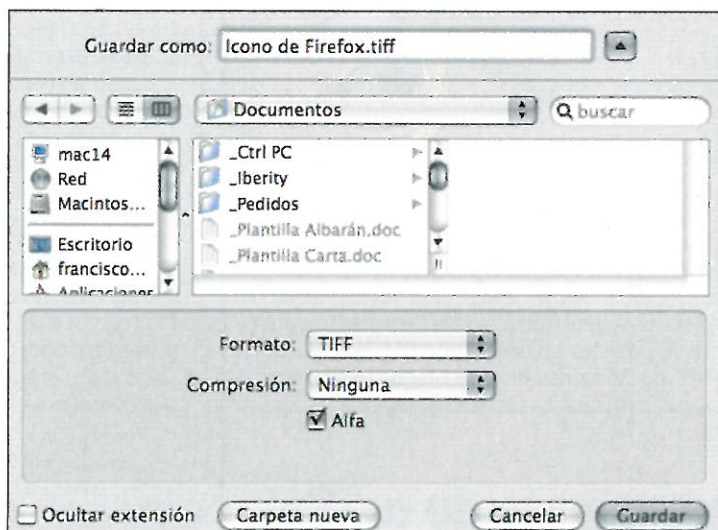 Guardar como: Icono de Firefox.tiff
Documentos buscar
mac14
Red
Macintos...
Escritorio
francisco...
Aplicaciones
_Ctrl PC
_Iberity
_Pedidos
_Plantilla Albarán.doc
_Plantilla Carta.doc
Formato: TIFF
Compresión: Ninguna
Alfa
Ocultar extensión Carpeta nueva Cancelar Guardar